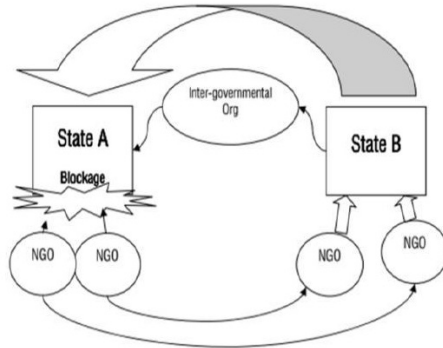 Inter-governmental
Org
State A
State B
Blockage
NGO
NGO
NGO
NGO